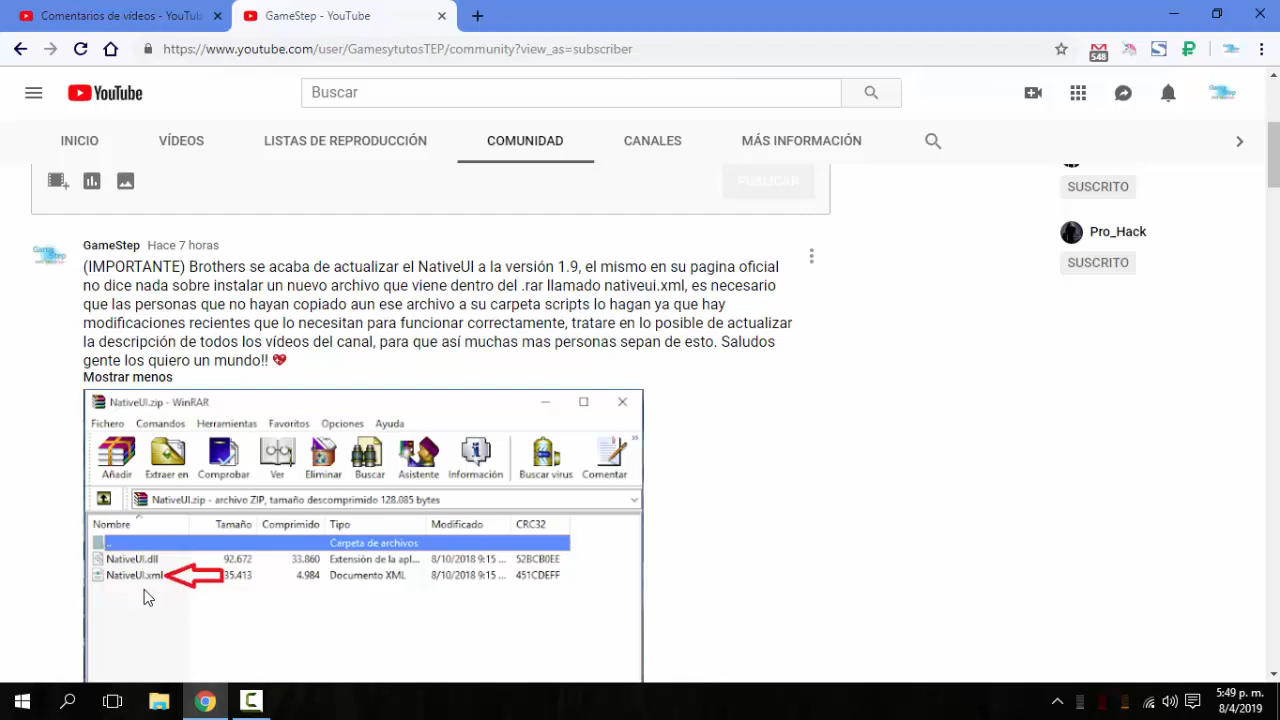 Comentarios de vídeos - YouTub
GameStep - YouTube
https://www.youtube.com/user/GamesytutosTEP/community?view_as=subscriber
548
YouTube
Buscar
INICIO VÍDEOS LISTAS DE REPRODUCCIÓN COMUNIDAD CANALES MÁS INFORMACIÓN
PUBLICAR
SUSCRITO
Pro_Hack
SUSCRITO
GameStep Hace 7 horas
(IMPORTANTE) Brothers se acaba de actualizar el NativeUI a la versión 1.9, el mismo en su pagina oficial
no dice nada sobre instalar un nuevo archivo que viene dentro del .rar llamado nativeui.xml, es necesario
que las personas que no hayan copiado aun ese archivo a su carpeta scripts lo hagan ya que hay
modificaciones recientes que lo necesitan para funcionar correctamente, tratare en lo posible de actualizar
la descripción de todos los vídeos del canal, para que así muchas mas personas sepan de esto. Saludos
gente los quiero un mundo!! 💖
Mostrar menos
NativeUI.zip - WinRAR
Fichero Comandos Herramientas Favoritos Opciones Ayuda
Añadir Extraer en Comprobar Ver Eliminar Buscar Asistente Información Buscar virus Comentar
NativeUI.zip - archivo ZIP, tamaño descomprimido 128.085 bytes
Nombre Tamaño Comprimido Tipo Modificado CRC32
.. Carpeta de archivos
NativeUI.dll 92.672 33.860 Extensión de la apl... 8/10/2018 9:15 ... 52BCB0EE
NativeUI.xml 35.413 4.984 Documento XML 8/10/2018 9:15 ... 451CDEFF
5:49 p. m.
8/4/2019